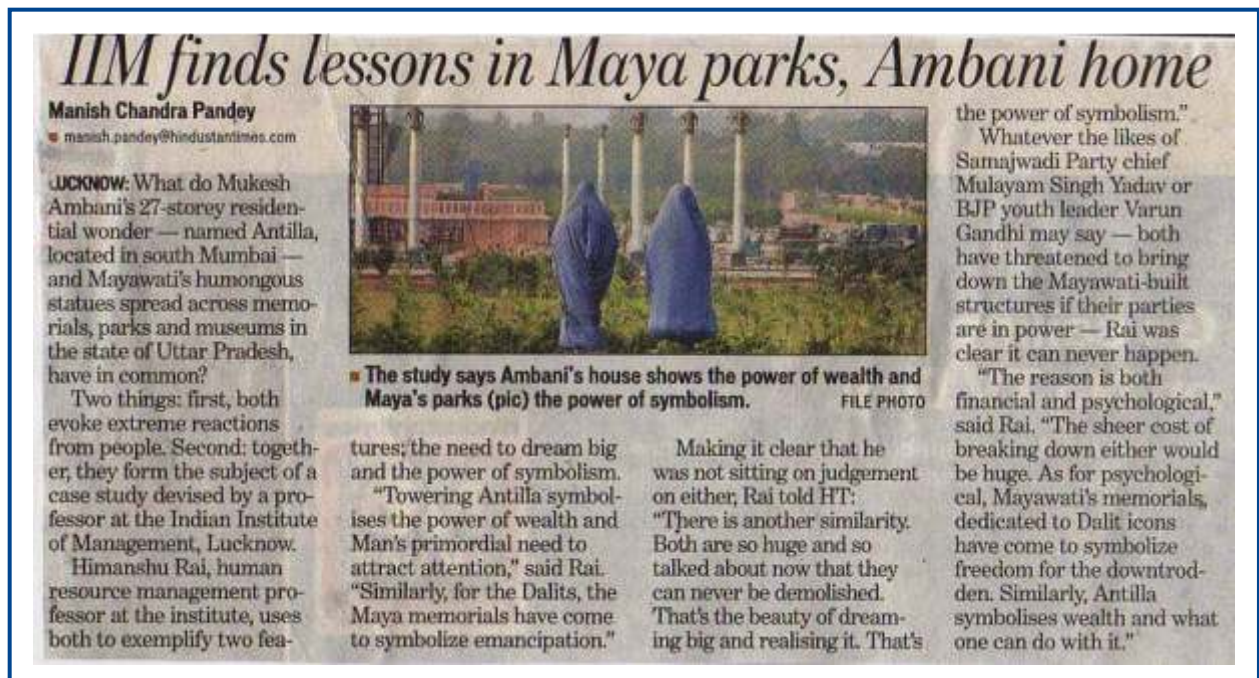 IIM finds lessons in Maya parks, Ambani home
Manish Chandra Pandey
manish.pandey@hindustantimes.com
LUCKNOW: What do Mukesh
Ambani's 27-storey residen-
tial wonder — named Antilla,
located in south Mumbai —
and Mayawati's humongous
statues spread across memo-
rials, parks and museums in
the state of Uttar Pradesh,
have in common?
Two things: first, both
evoke extreme reactions
from people. Second: togeth-
er, they form the subject of a
case study devised by a pro-
fessor at the Indian Institute
of Management, Lucknow.
Himanshu Rai, human
resource management pro-
fessor at the institute, uses
both to exemplify two fea-
The study says Ambani's house shows the power of wealth and
Maya's parks (pic) the power of symbolism. FILE PHOTO
tures; the need to dream big
and the power of symbolism.
"Towering Antilla symbol-
ises the power of wealth and
Man's primordial need to
attract attention," said Rai.
"Similarly, for the Dalits, the
Maya memorials have come
to symbolize emancipation."
Making it clear that he
was not sitting on judgement
on either, Rai told HT:
"There is another similarity.
Both are so huge and so
talked about now that they
can never be demolished.
That's the beauty of dream-
ing big and realising it. That's
the power of symbolism."
Whatever the likes of
Samajwadi Party chief
Mulayam Singh Yadav or
BJP youth leader Varun
Gandhi may say — both
have threatened to bring
down the Mayawati-built
structures if their parties
are in power — Rai was
clear it can never happen.
"The reason is both
financial and psychological,"
said Rai. "The sheer cost of
breaking down either would
be huge. As for psychologi-
cal, Mayawati's memorials,
dedicated to Dalit icons
have come to symbolize
freedom for the downtrod-
den. Similarly, Antilla
symbolises wealth and what
one can do with it."